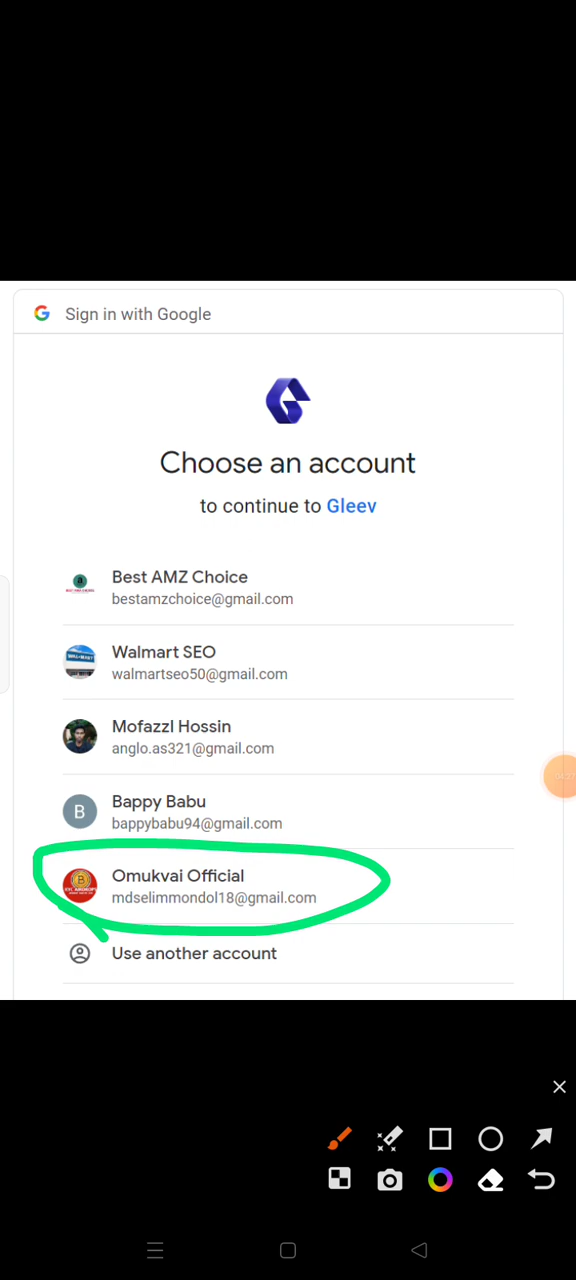 Sign in with Google
Choose an account
to continue to Gleev
Best AMZ Choice
bestamzchoice@gmail.com
Walmart SEO
walmartseo50@gmail.com
Mofazzl Hossin
anglo.as321@gmail.com
B
Bappy Babu
bappybabu94@gmail.com
Omukvai Official
mdselimmondol18@gmail.com
Use another account